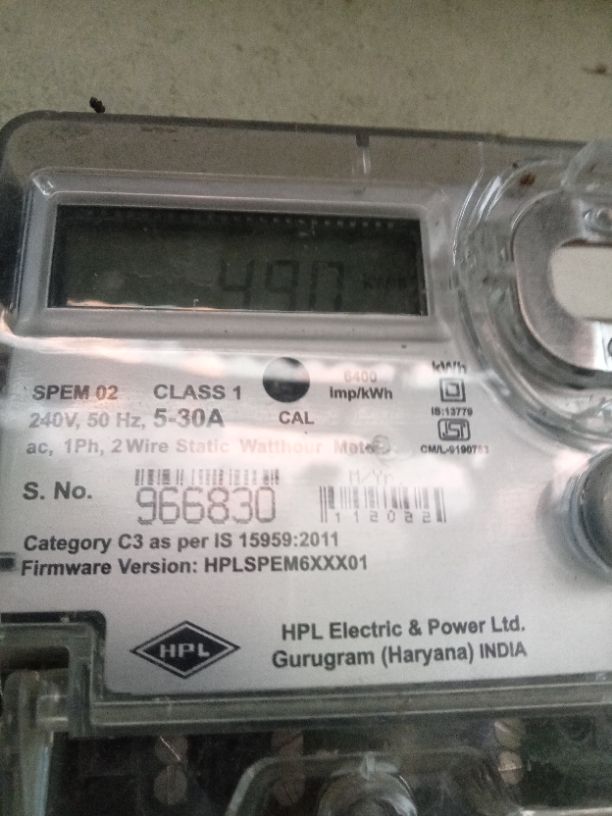 490
SPEM 02 CLASS 1 6400 Imp/kWh kWh
240V, 50 Hz, 5-30A CAL IS:13779
ac, 1Ph, 2 Wire Static Watthour Meter
S. No. 966830
M/Yr.
112022
Category C3 as per IS 15959:2011
Firmware Version: HPLSPEM6XXX01
HPL
HPL Electric & Power Ltd.
Gurugram (Haryana) INDIA